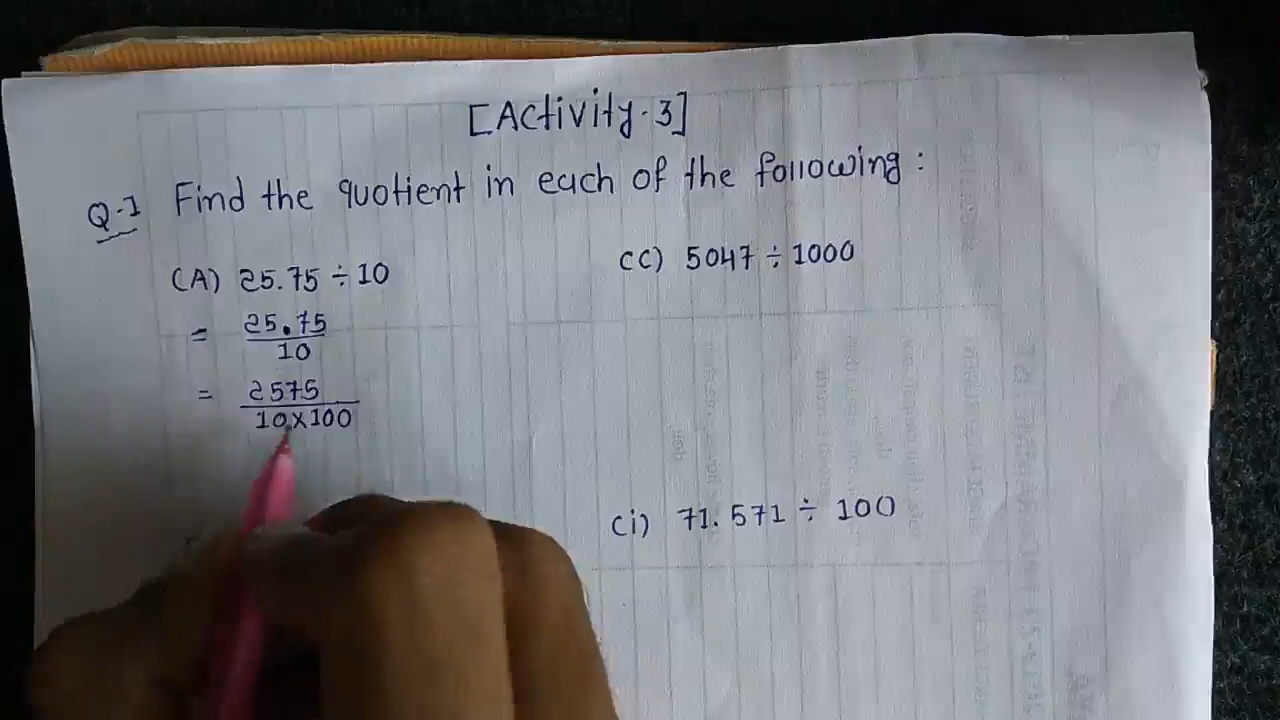 [Activity.3]
Q.1 Find the quotient in each of the following:
(A) 25.75 ÷ 10
= 25.75
10
= 2575
10×100
(C) 5047 ÷ 1000
(i) 71.571 ÷ 100